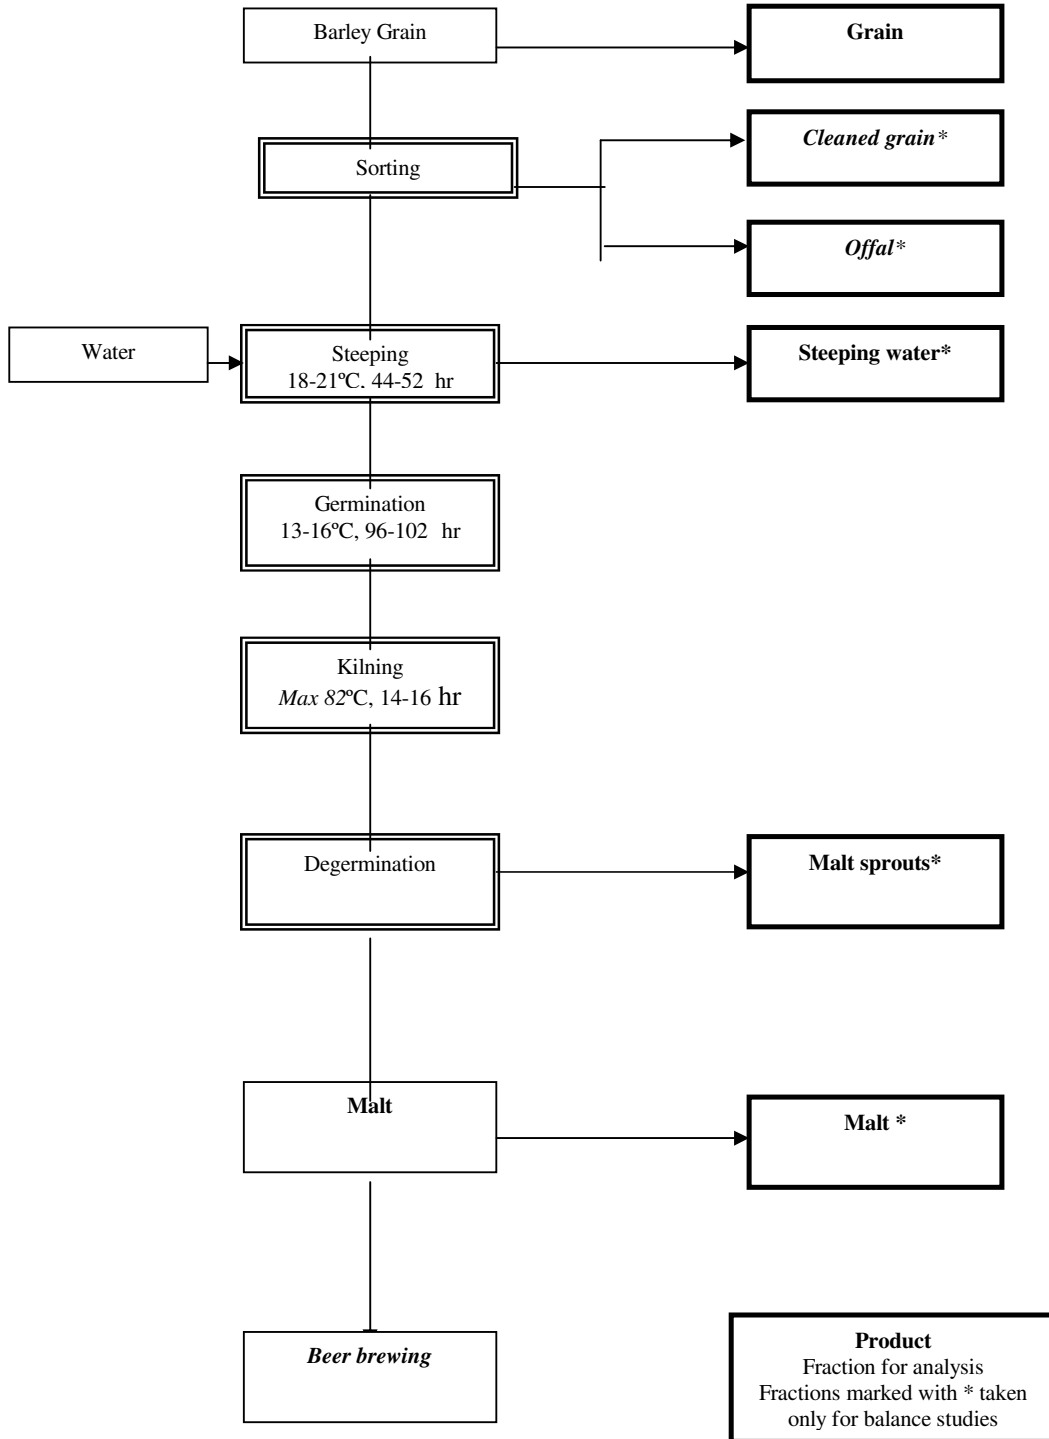 Barley Grain
Grain
Cleaned grain*
Sorting
Offal*
Water
Steeping
18-21ºC, 44-52 hr
Steeping water*
Germination
13-16ºC, 96-102 hr
Kilning
Max 82ºC, 14-16 hr
Degermination
Malt sprouts*
Malt
Malt *
Beer brewing
Product
Fraction for analysis
Fractions marked with * taken
only for balance studies